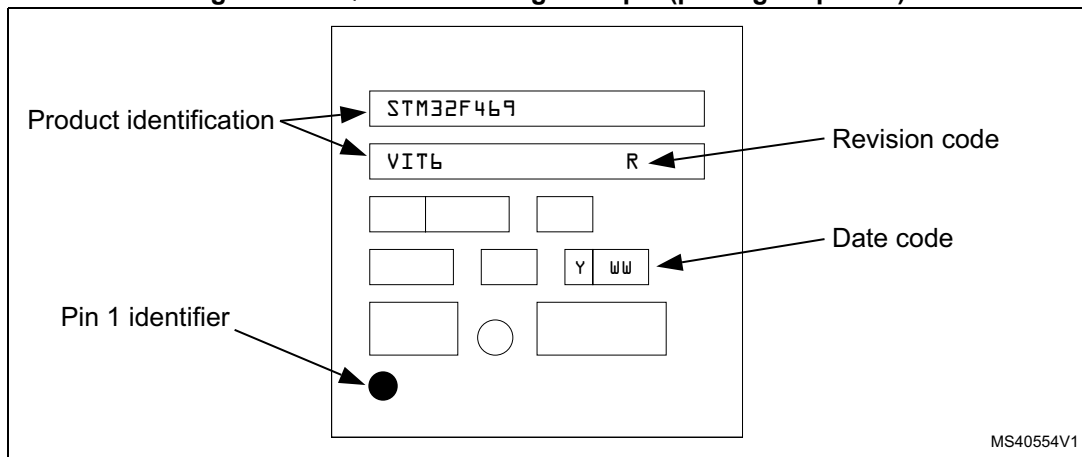 STM32F469
Product identification
VIT6 R
Revision code
Date code
Y WW
Pin 1 identifier
MS40554V1